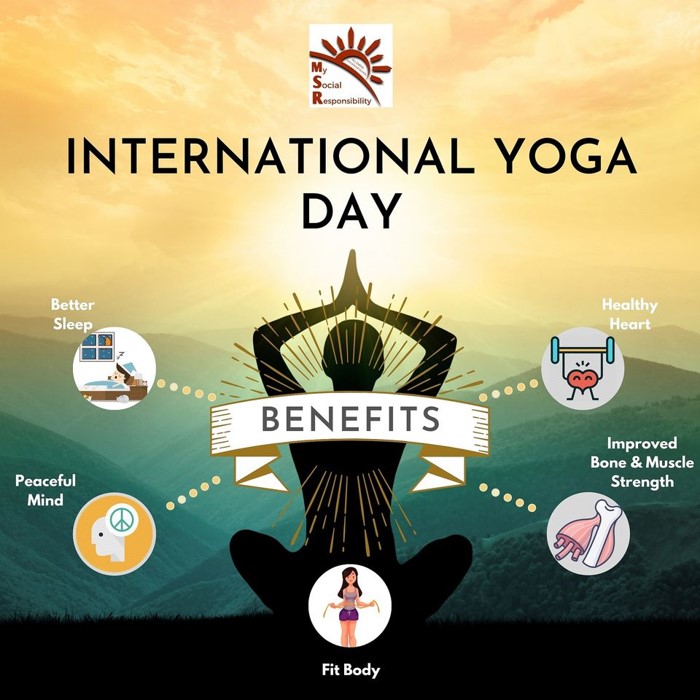 My
Social
Responsibility
INTERNATIONAL YOGA
DAY
Better
Sleep
Healthy
Heart
BENEFITS
Peaceful
Mind
Improved
Bone & Muscle
Strength
Fit Body